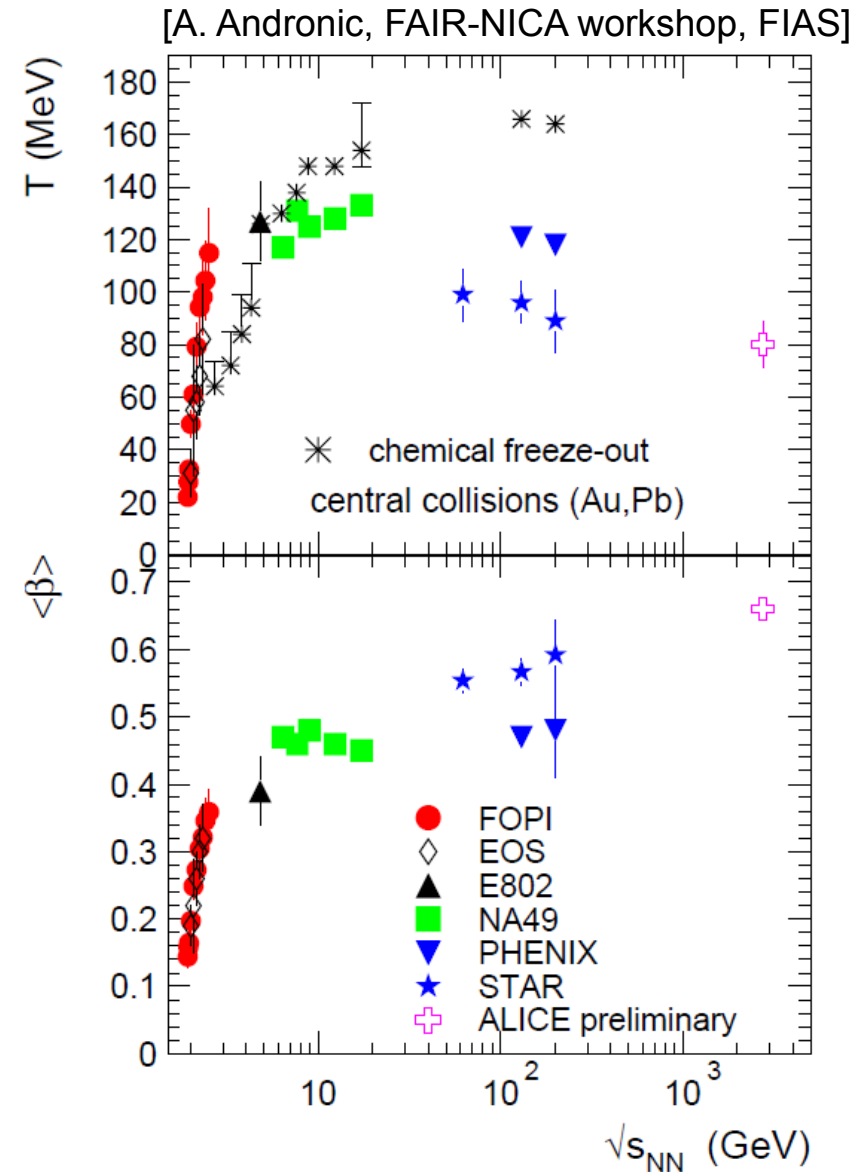 [A. Andronic, FAIR-NICA workshop, FIAS]
T (MeV)
180
160
140
120
100
80
60
40
20
0
chemical freeze-out
central collisions (Au,Pb)
<β>
0.7
0.6
0.5
0.4
0.3
0.2
0.1
0
FOPI
EOS
E802
NA49
PHENIX
STAR
ALICE preliminary
10 10² 10³
√sNN (GeV)